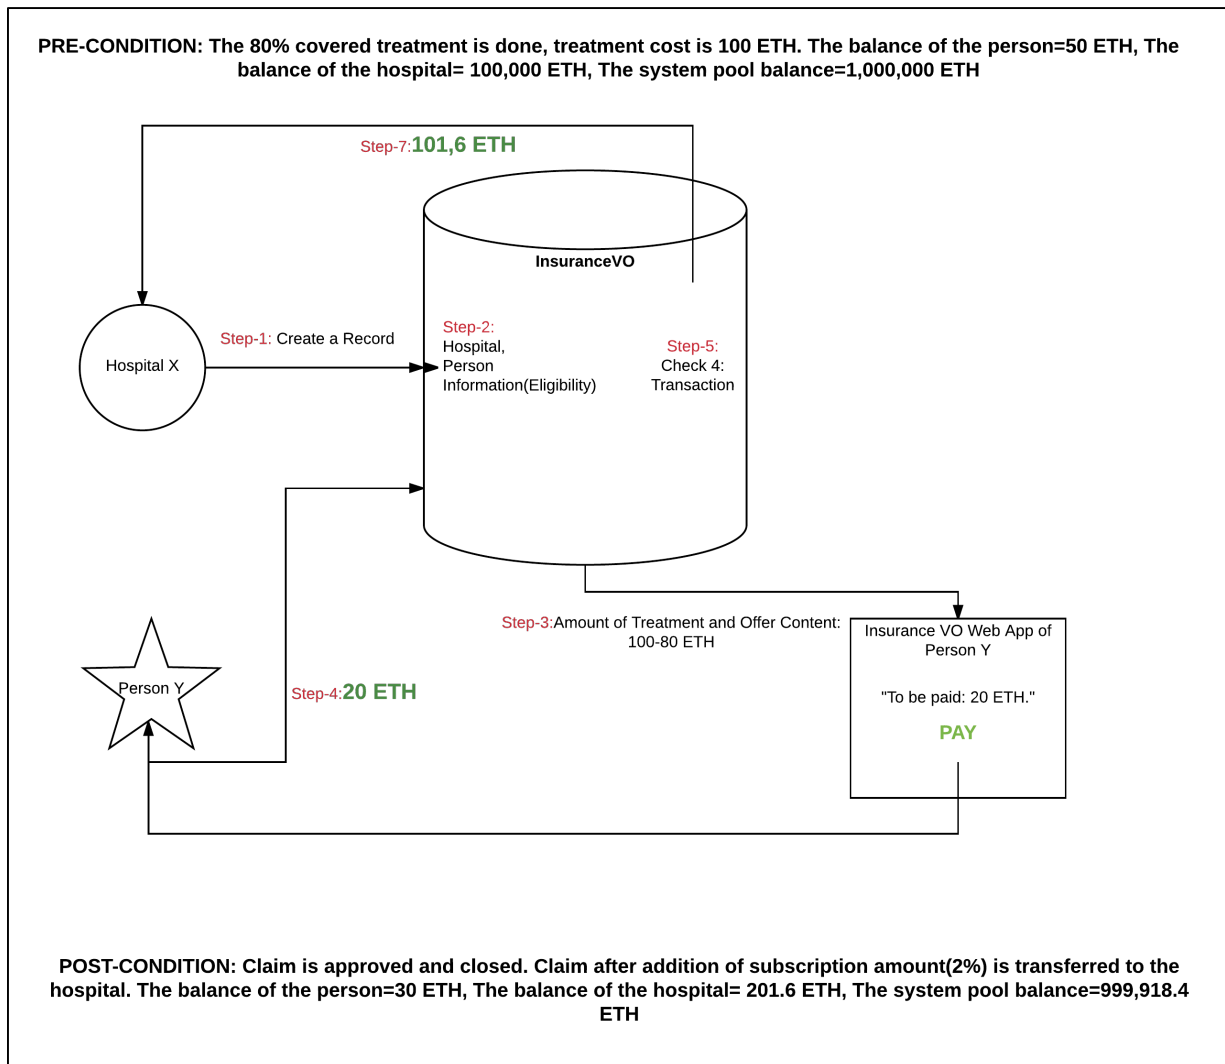 PRE-CONDITION: The 80% covered treatment is done, treatment cost is 100 ETH. The balance of the person=50 ETH, The
balance of the hospital= 100,000 ETH, The system pool balance=1,000,000 ETH
Step-7:101,6 ETH
InsuranceVO
Step-1: Create a Record
Hospital X
Step-2:
Hospital,
Person
Information(Eligibility)
Step-5:
Check 4:
Transaction
Step-3:Amount of Treatment and Offer Content:
100-80 ETH
Insurance VO Web App of
Person Y
"To be paid: 20 ETH."
PAY
Person Y
Step-4:20 ETH
POST-CONDITION: Claim is approved and closed. Claim after addition of subscription amount(2%) is transferred to the
hospital. The balance of the person=30 ETH, The balance of the hospital= 201.6 ETH, The system pool balance=999,918.4
ETH